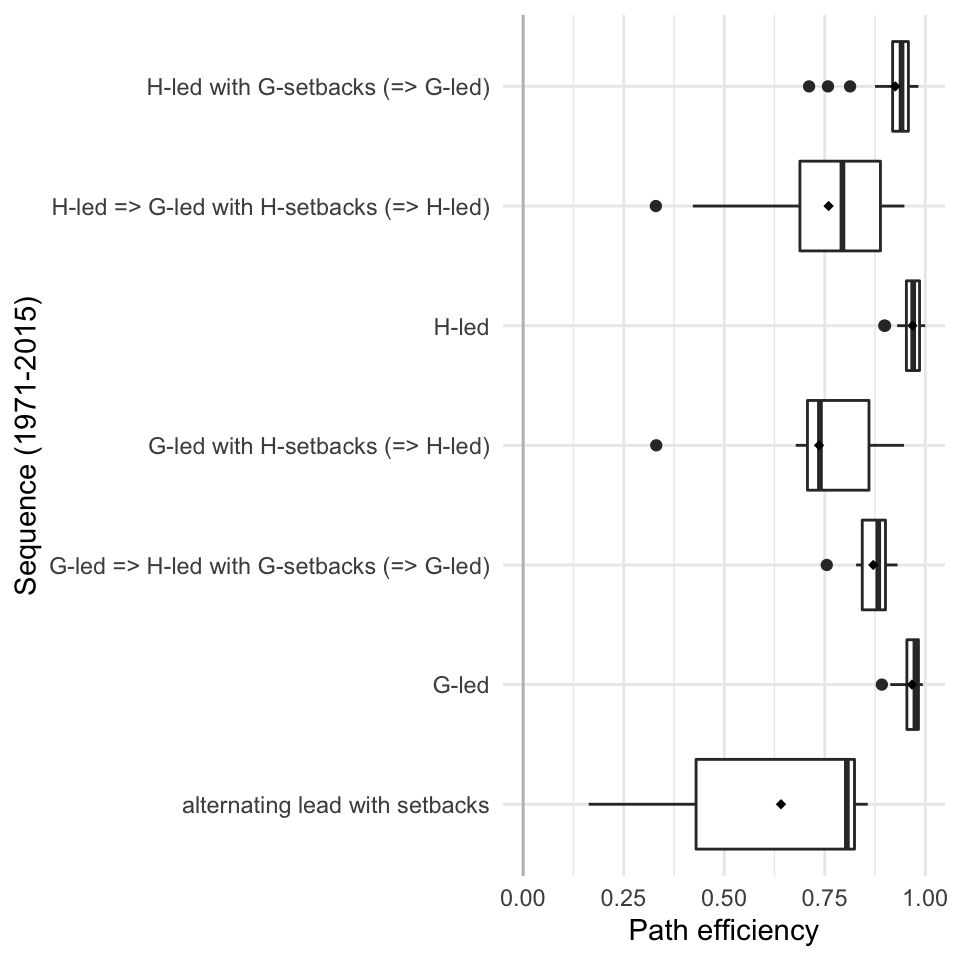 H-led with G-setbacks (=> G-led)
H-led => G-led with H-setbacks (=> H-led)
H-led
G-led with H-setbacks (=> H-led)
G-led => H-led with G-setbacks (=> G-led)
G-led
alternating lead with setbacks
Sequence (1971-2015)
0.00 0.25 0.50 0.75 1.00
Path efficiency